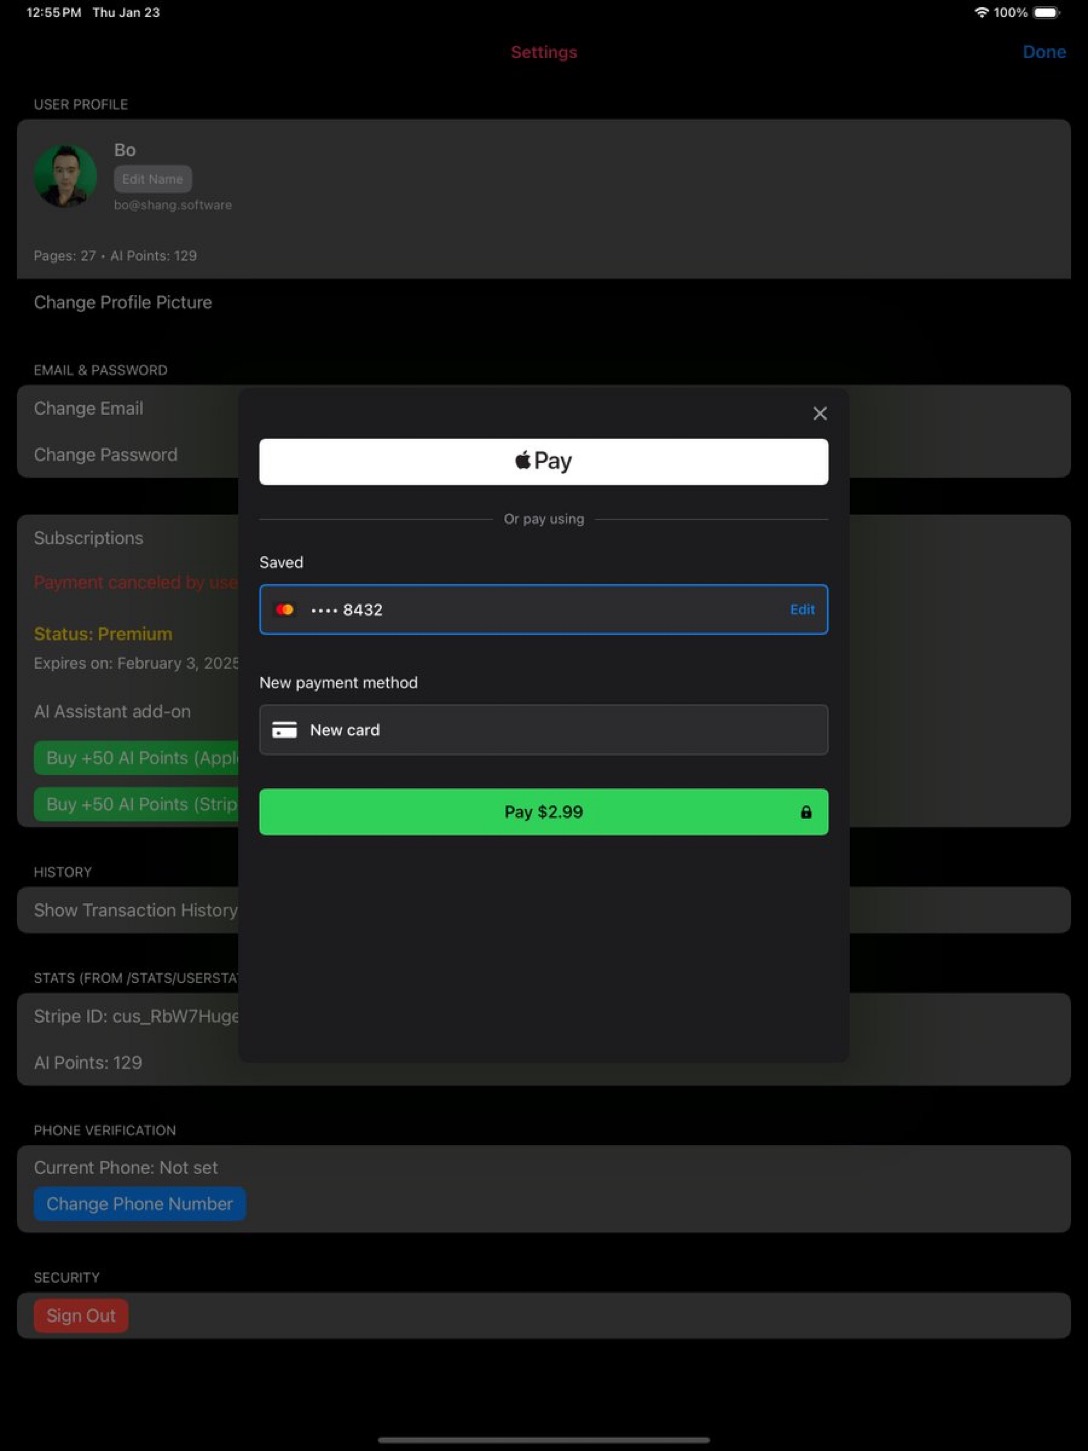 12:55 PM Thu Jan 23
100%
Settings
Done
USER PROFILE
Bo
Edit Name
bo@shang.software
Pages: 27 • AI Points: 129
Change Profile Picture
EMAIL & PASSWORD
Change Email
Change Password
Subscriptions
Payment canceled by use
Status: Premium
Expires on: February 3, 2025
AI Assistant add-on
Buy +50 AI Points (Appl
Buy +50 AI Points (Strip
HISTORY
Show Transaction History
STATS (FROM /STATS/USERSTA
Stripe ID: cus_RbW7Huge
AI Points: 129
PHONE VERIFICATION
Current Phone: Not set
Change Phone Number
SECURITY
Sign Out
Pay
Or pay using
Saved
•••• 8432
Edit
New payment method
New card
Pay $2.99